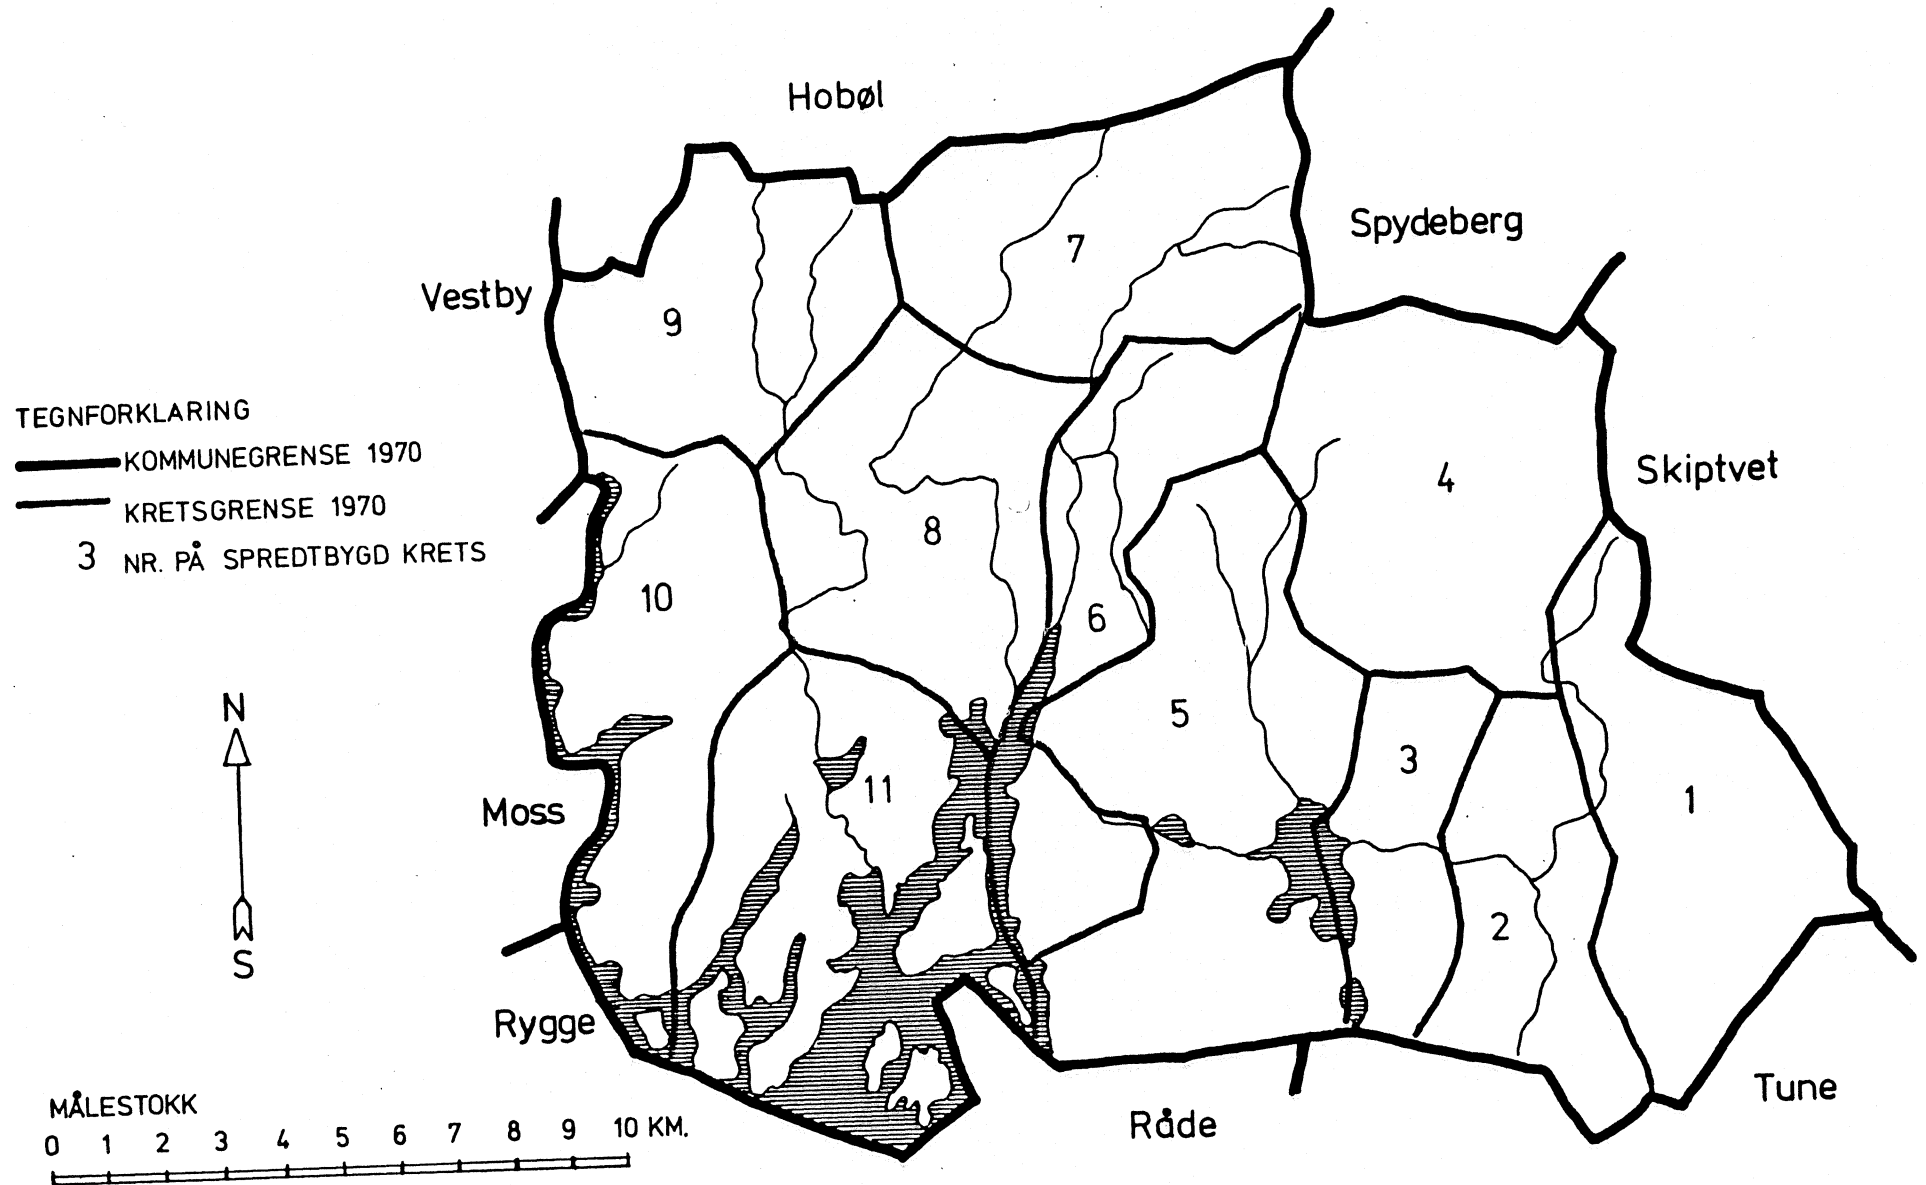 Hobøl
Spydeberg
7
Vestby
9
TEGNFORKLARING
KOMMUNEGRENSE 1970
KRETSGRENSE 1970
3 NR. PÅ SPREDTBYGD KRETS
4
Skiptvet
8
10
6
N
5
3
11
1
Moss
2
S
Rygge
Tune
MÅLESTOKK
Råde
0 1 2 3 4 5 6 7 8 9 10 KM.